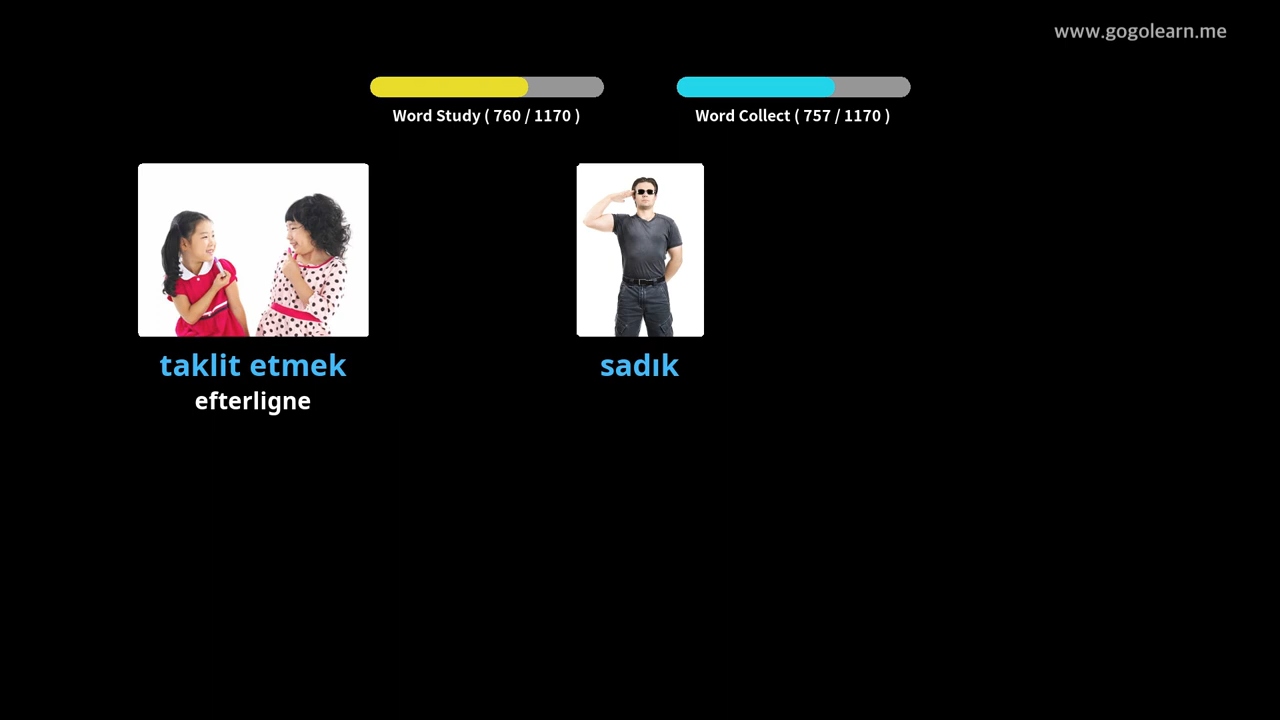 www.gogolearn.me
Word Study ( 760 / 1170 )
Word Collect ( 757 / 1170 )
taklit etmek
efterligne
sadık